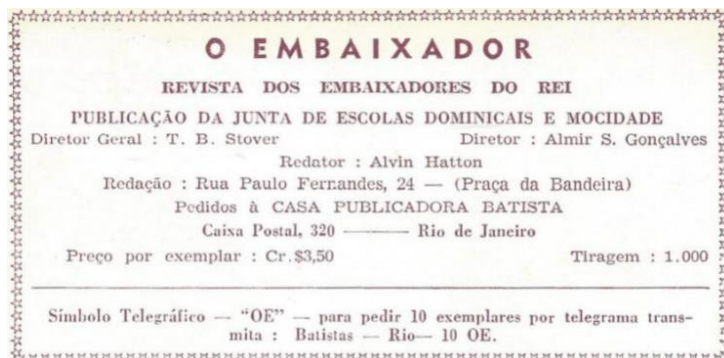 O EMBAIXADOR
REVISTA DOS EMBAIXADORES DO REI
PUBLICAÇÃO DA JUNTA DE ESCOLAS DOMINICAIS E MOCIDADE
Diretor Geral : T. B. Stover Diretor : Almir S. Gonçalves
Redator : Alvin Hatton
Redação : Rua Paulo Fernandes, 24 — (Praça da Bandeira)
Pedidos à CASA PUBLICADORA BATISTA
Caixa Postal, 320 ——— Rio de Janeiro
Preço por exemplar : Cr.$3,50 Tiragem : 1.000
Símbolo Telegráfico — "OE" — para pedir 10 exemplares por telegrama trans-
mita : Batistas — Rio— 10 OE.